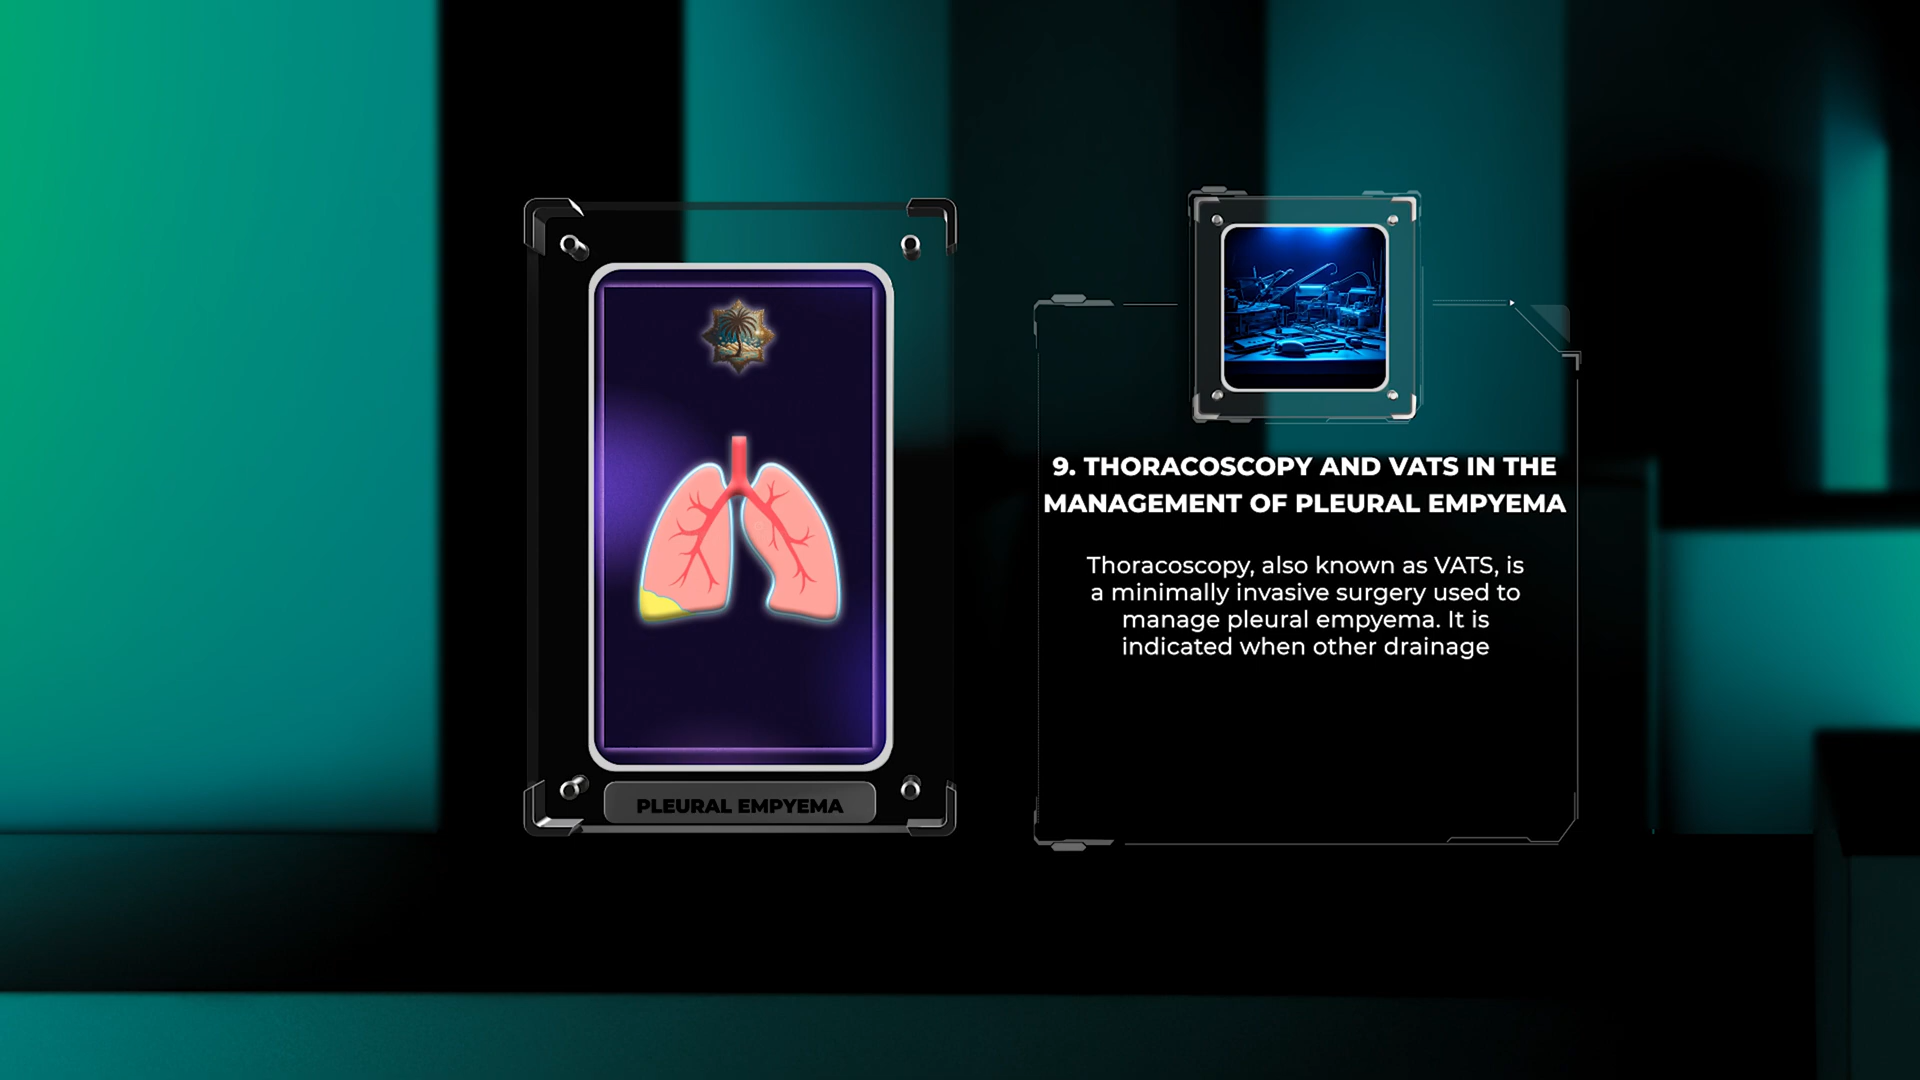 PLEURAL EMPYEMA
9. THORACOSCOPY AND VATS IN THE
MANAGEMENT OF PLEURAL EMPYEMA
Thoracoscopy, also known as VATS, is
a minimally invasive surgery used to
manage pleural empyema. It is
indicated when other drainage